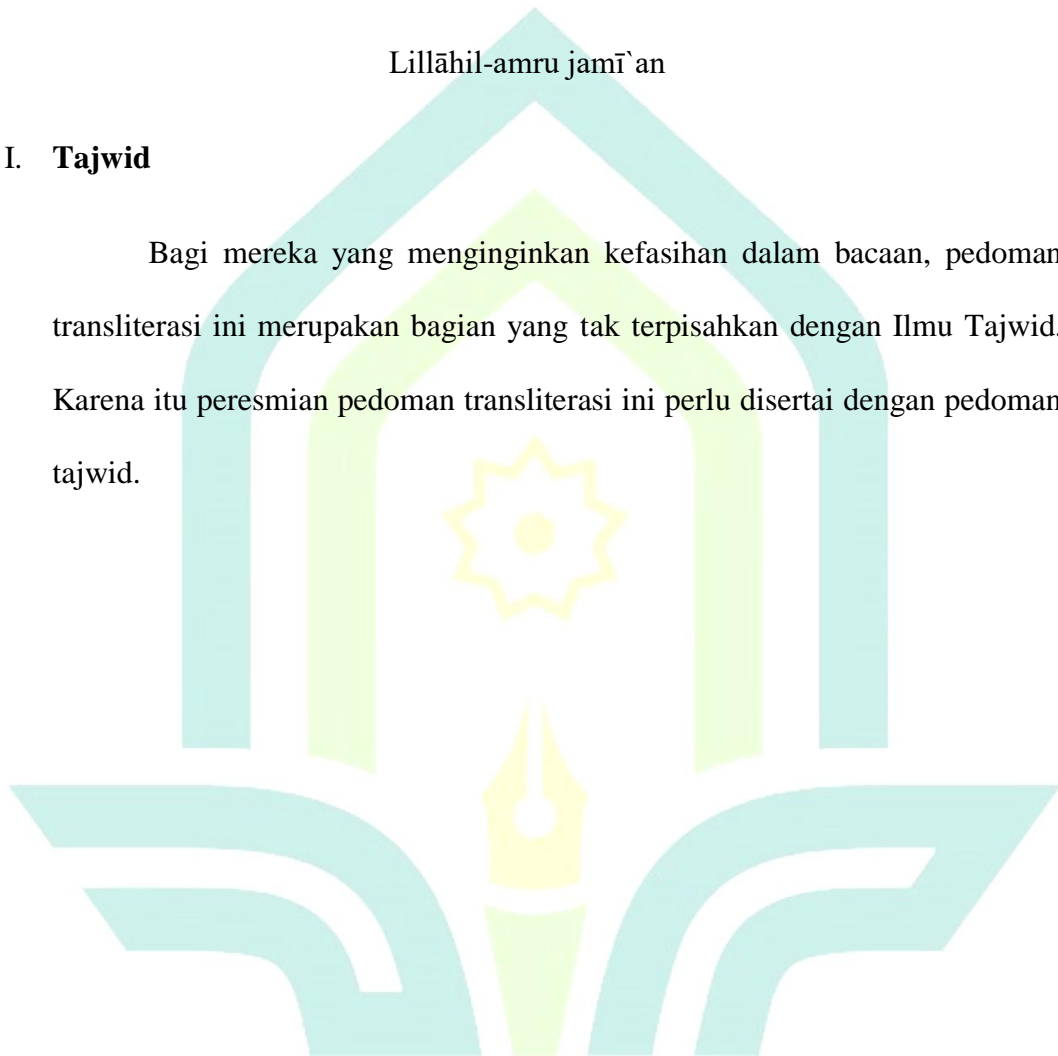 Lillāhil-amru jamī`an
I. Tajwid
Bagi mereka yang menginginkan kefasihan dalam bacaan, pedoman
transliterasi ini merupakan bagian yang tak terpisahkan dengan Ilmu Tajwid.
Karena itu peresmian pedoman transliterasi ini perlu disertai dengan pedoman
tajwid.